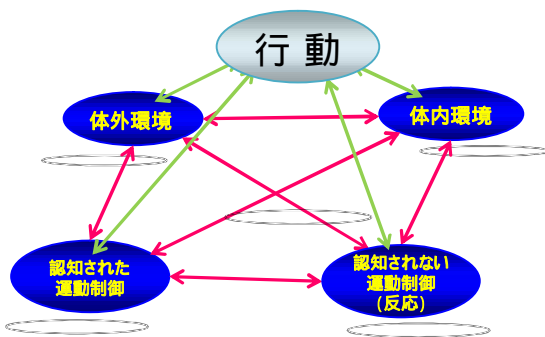 行動
体外環境
体内環境
認知された
運動制御
認知されない
運動制御
(反応)